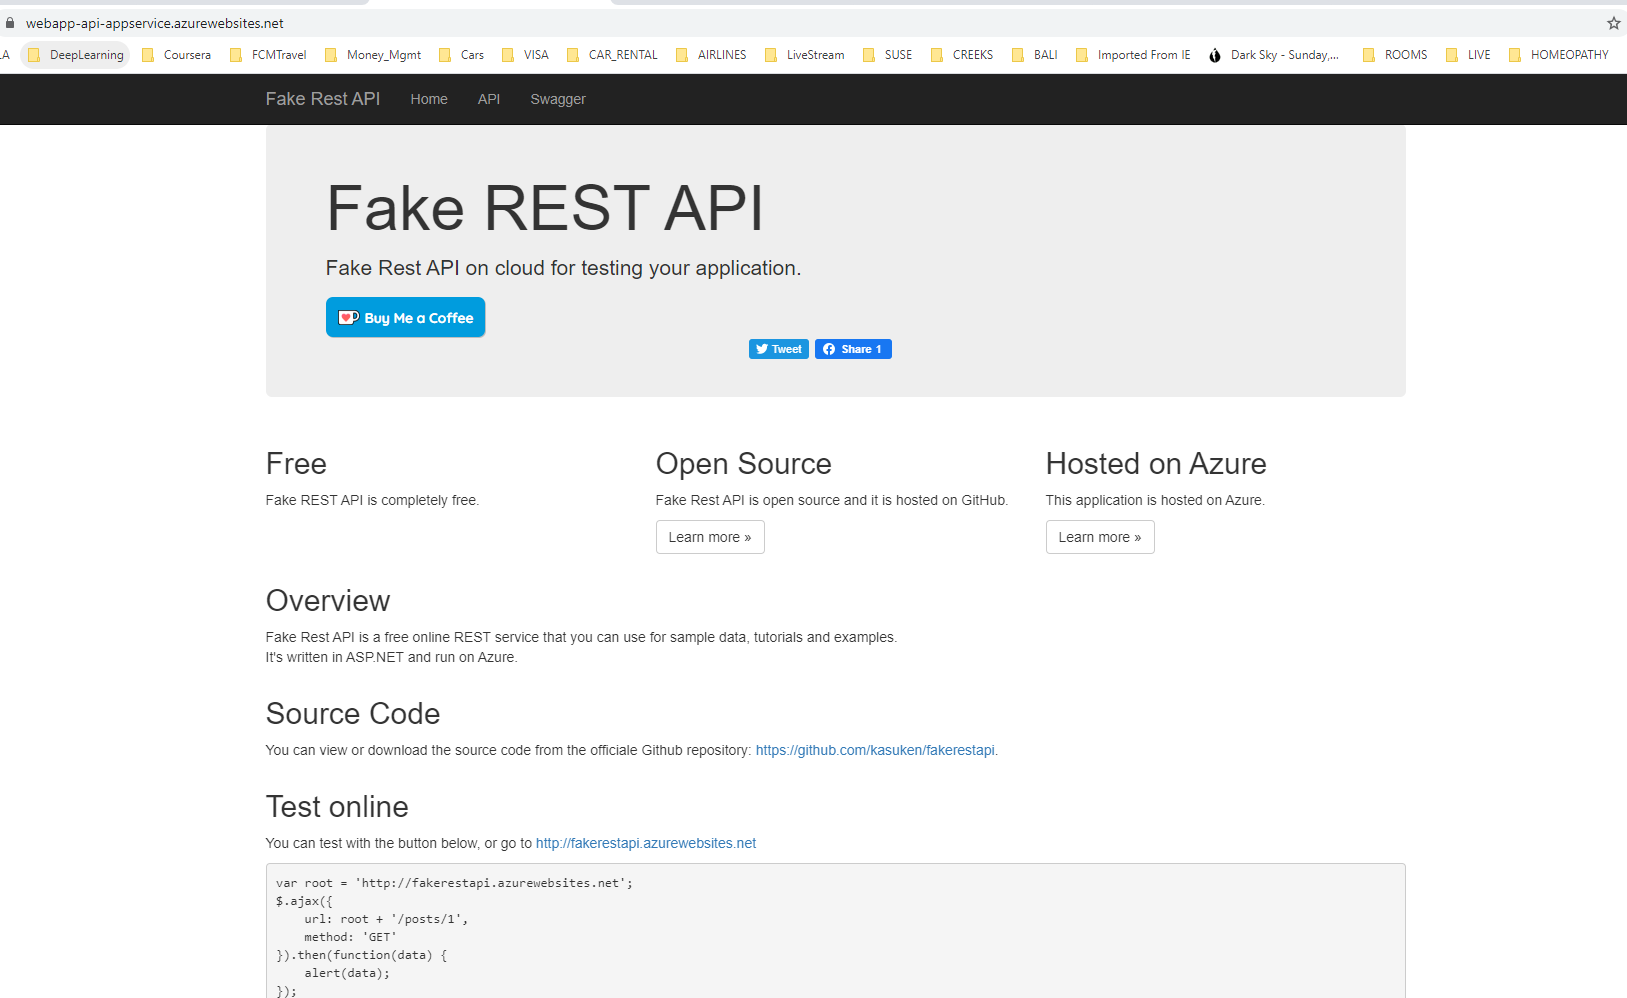 webapp-api-appservice.azurewebsites.net
LA DeepLearning Coursera FCMTravel Money_Mgmt Cars VISA CAR_RENTAL AIRLINES LiveStream SUSE CREEKS BALI Imported From IE Dark Sky - Sunday,... ROOMS LIVE HOMEOPATHY
Fake Rest API Home API Swagger
Fake REST API
Fake Rest API on cloud for testing your application.
Buy Me a Coffee
Tweet Share 1
Free
Fake REST API is completely free.
Open Source
Fake Rest API is open source and it is hosted on GitHub.
Learn more »
Hosted on Azure
This application is hosted on Azure.
Learn more »
Overview
Fake Rest API is a free online REST service that you can use for sample data, tutorials and examples.
It's written in ASP.NET and run on Azure.
Source Code
You can view or download the source code from the officiale Github repository: https://github.com/kasuken/fakerestapi.
Test online
You can test with the button below, or go to http://fakerestapi.azurewebsites.net
var root = 'http://fakerestapi.azurewebsites.net';
$.ajax({
    url: root + '/posts/1',
    method: 'GET'
}).then(function(data) {
    alert(data);
});